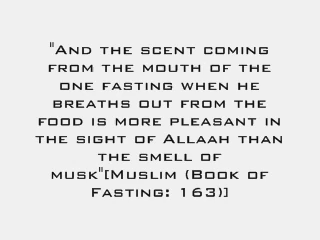 "And the scent coming
from the mouth of the
one fasting when he
breaths out from the
food is more pleasant in
the sight of Allaah than
the smell of
musk"[Muslim (Book of
Fasting: 163)]